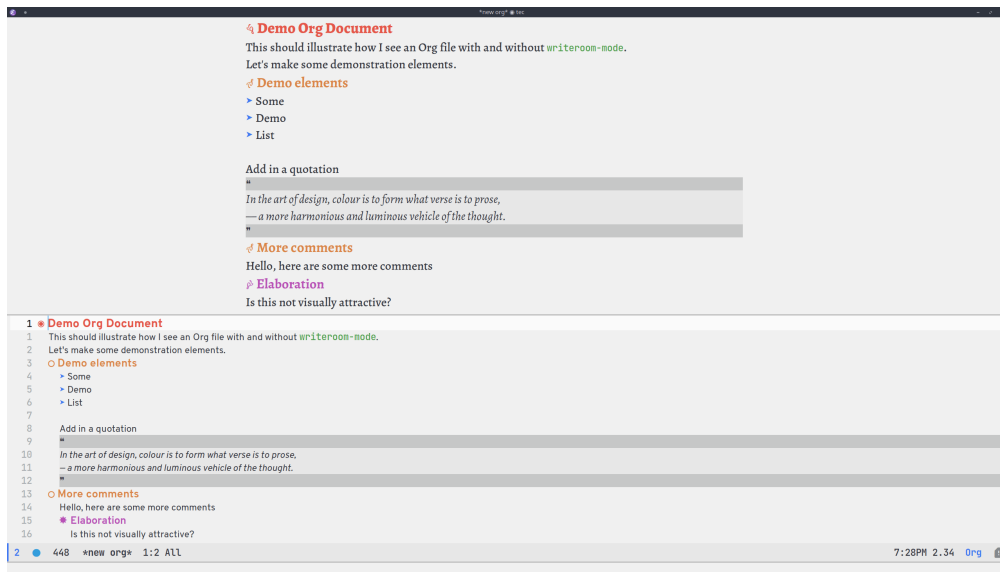 *new org* ◉ tec
Demo Org Document
This should illustrate how I see an Org file with and without writeroom-mode.
Let's make some demonstration elements.
Demo elements
➤ Some
➤ Demo
➤ List
Add in a quotation
❝
In the art of design, colour is to form what verse is to prose,
— a more harmonious and luminous vehicle of the thought.
❞
More comments
Hello, here are some more comments
Elaboration
Is this not visually attractive?
1 ◉ Demo Org Document
1 This should illustrate how I see an Org file with and without writeroom-mode.
2 Let's make some demonstration elements.
3 ○ Demo elements
4 ➤ Some
5 ➤ Demo
6 ➤ List
7
8 Add in a quotation
9 ❝
10 In the art of design, colour is to form what verse is to prose,
11 — a more harmonious and luminous vehicle of the thought.
12 ❞
13 ○ More comments
14 Hello, here are some more comments
15 ✸ Elaboration
16 Is this not visually attractive?
2 448 *new org* 1:2 All 7:28PM 2.34 Org